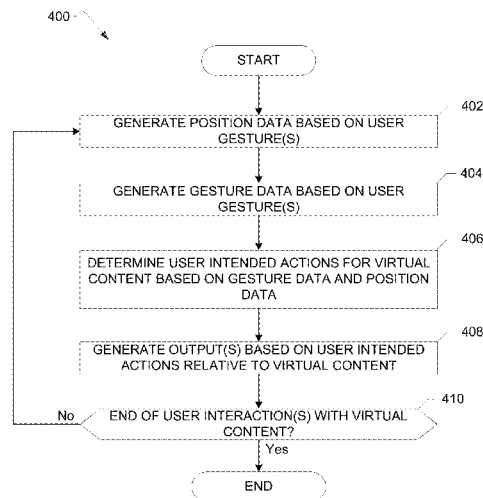 400
START
402
GENERATE POSITION DATA BASED ON USER
GESTURE(S)
404
GENERATE GESTURE DATA BASED ON USER
GESTURE(S)
406
DETERMINE USER INTENDED ACTIONS FOR VIRTUAL
CONTENT BASED ON GESTURE DATA AND POSITION
DATA
408
GENERATE OUTPUT(S) BASED ON USER INTENDED
ACTIONS RELATIVE TO VIRTUAL CONTENT
410
No
END OF USER INTERACTION(S) WITH VIRTUAL
CONTENT?
Yes
END